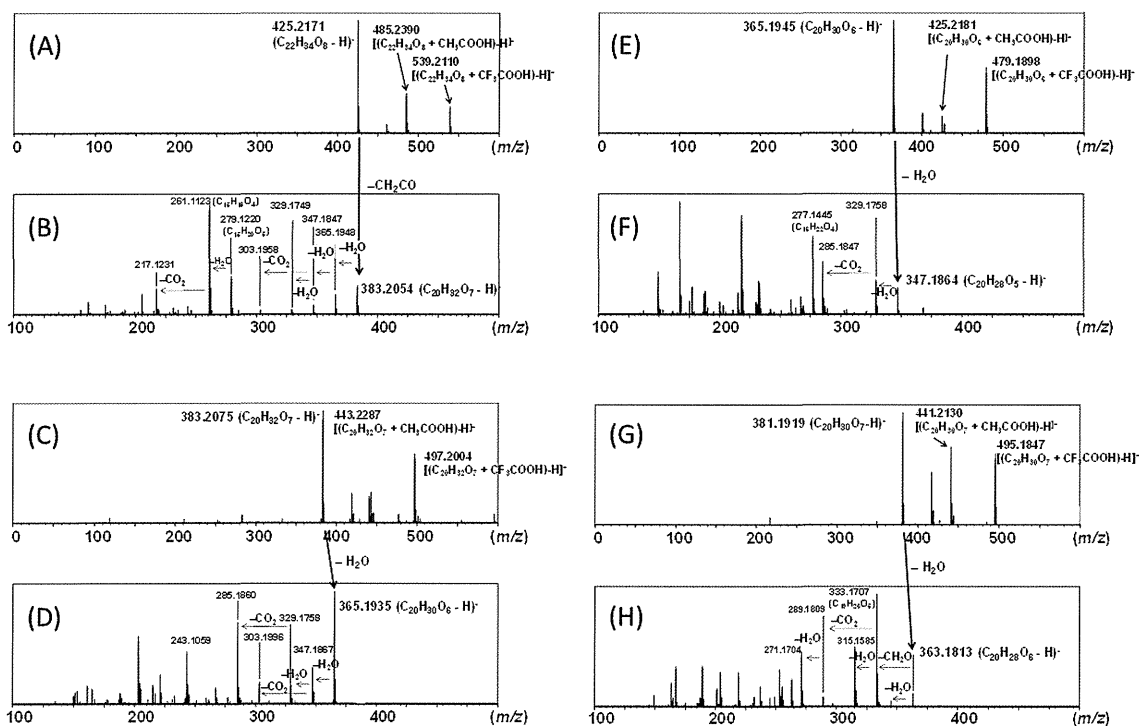 (A)
425.2171
(C22H34O8 - H)-
485.2390
[(C22H34O8 + CH3COOH)-H]-
539.2110
[(C22H34O8 + CF3COOH)-H]-
100 200 300 400 500 (m/z)
–CH2CO
(B)
261.1123 (C15H18O4)
279.1220
(C15H20O5)
329.1749
347.1847
365.1948
–H2O
–H2O
303.1958
–CO2
–H2O
–H2O
217.1231
–CO2
383.2054 (C20H32O7 - H)-
100 200 300 400 (m/z)
(C)
383.2075 (C20H32O7 - H)-
443.2287
[(C20H32O7 + CH3COOH)-H]-
497.2004
[(C20H32O7 + CF3COOH)-H]-
0 100 200 300 400 500 (m/z)
– H2O
(D)
285.1860
–CO2
329.1758
303.1996
243.1059
347.1867
–H2O
–H2O
–CO2
365.1935 (C20H30O6 - H)-
100 200 300 400 (m/z)
(E)
365.1945 (C20H30O6 - H)-
425.2181
[(C20H30O6 + CH3COOH)-H]-
479.1898
[(C20H30O6 + CF3COOH)-H]-
0 100 200 300 400 500 (m/z)
– H2O
(F)
277.1445
(C16H22O4)
329.1758
285.1847
–CO2
–H2O
347.1864 (C20H28O5 - H)-
100 200 300 400 (m/z)
(G)
381.1919 (C20H30O7-H)-
441.2130
[(C20H30O7 + CH3COOH)-H]-
495.1847
[(C20H30O7 + CF3COOH)-H]-
0 100 200 300 400 500 (m/z)
– H2O
(H)
333.1707
289.1809
–CO2
–H2O
271.1704
315.1585
–H2O
–CH2O
–H2O
363.1813 (C20H28O6 - H)-
100 200 300 400 (m/z)